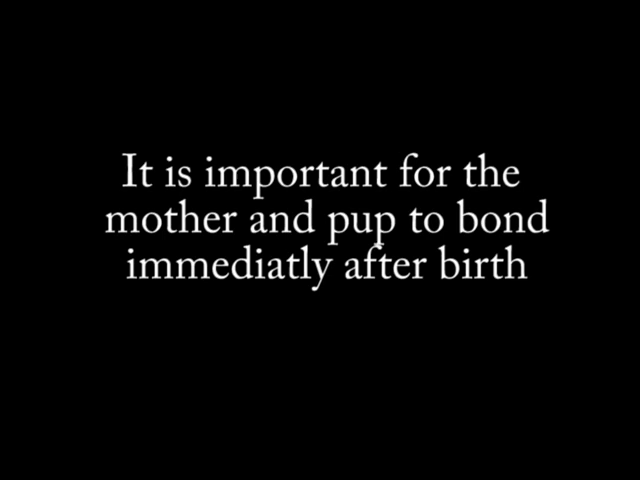 It is important for the
mother and pup to bond
immediatly after birth